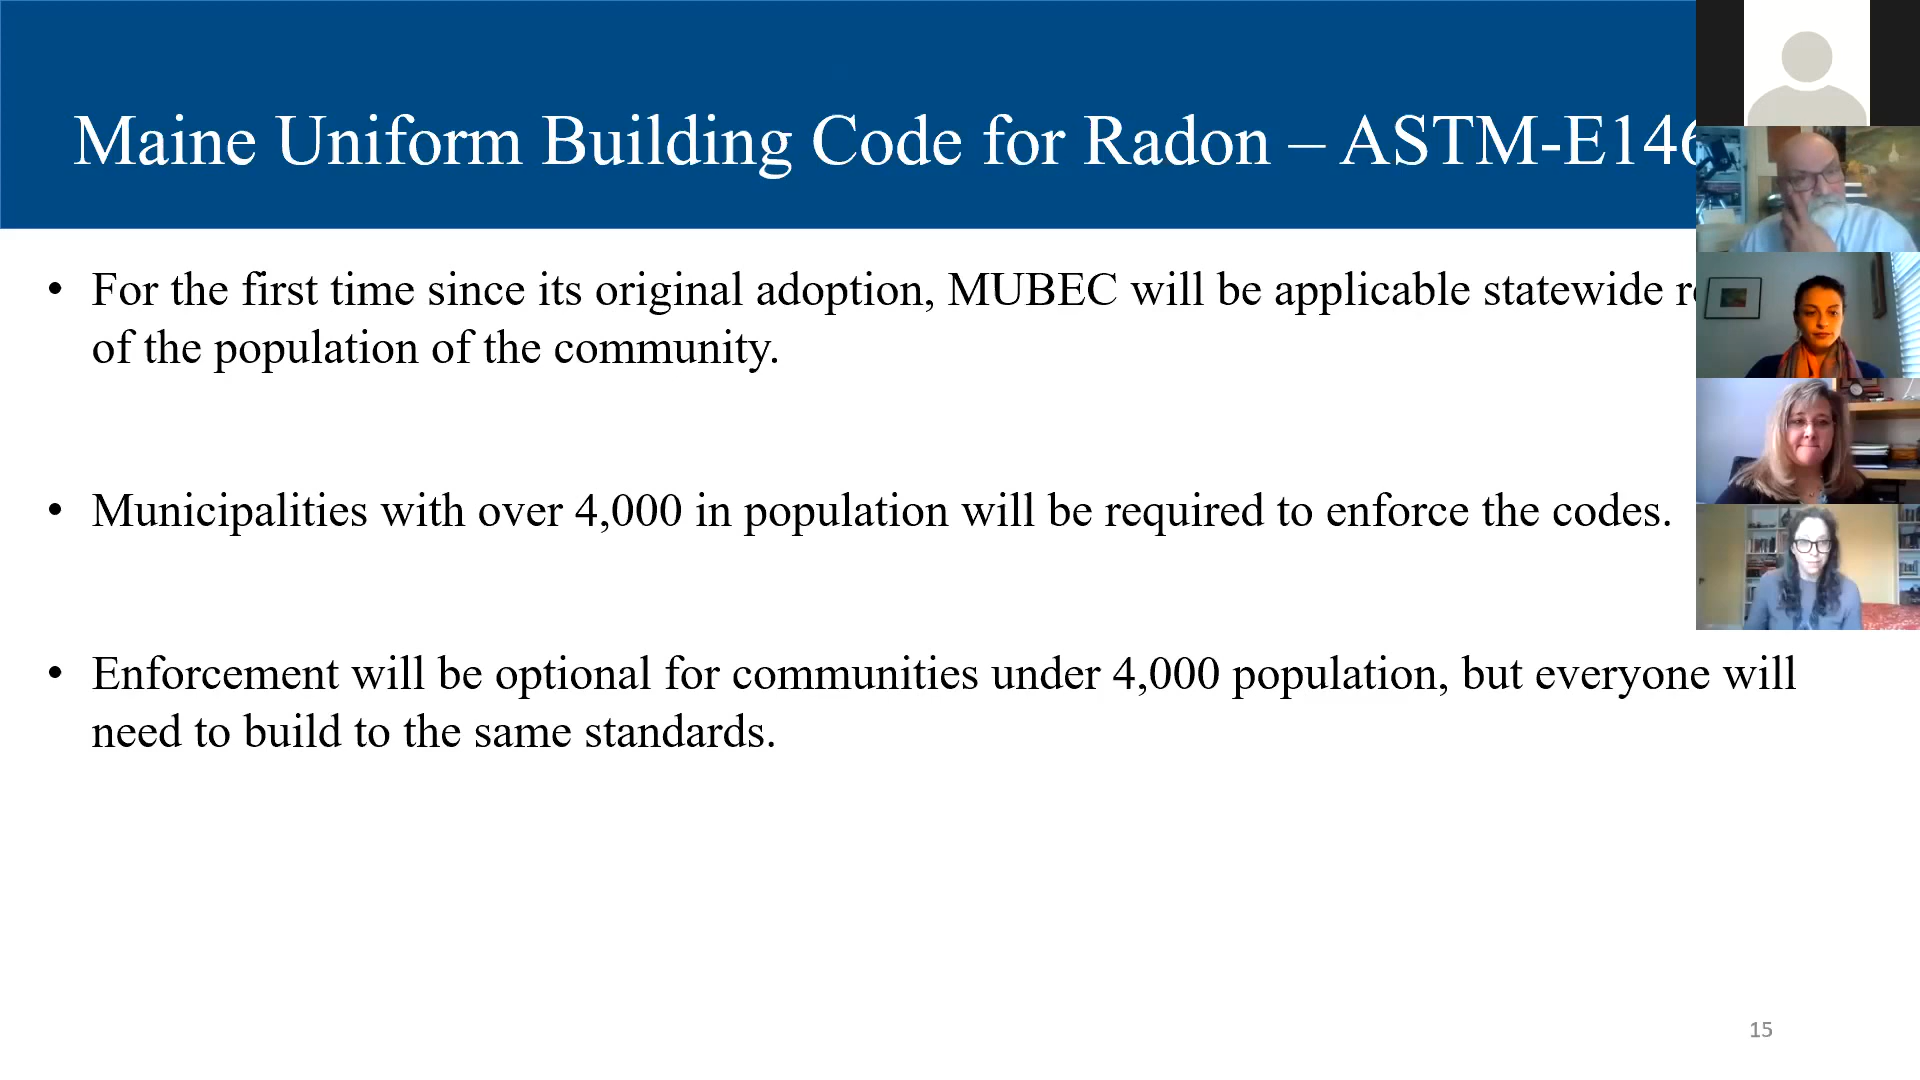 Maine Uniform Building Code for Radon – ASTM-E146
• For the first time since its original adoption, MUBEC will be applicable statewide
of the population of the community.
• Municipalities with over 4,000 in population will be required to enforce the codes.
• Enforcement will be optional for communities under 4,000 population, but everyone will
need to build to the same standards.
15